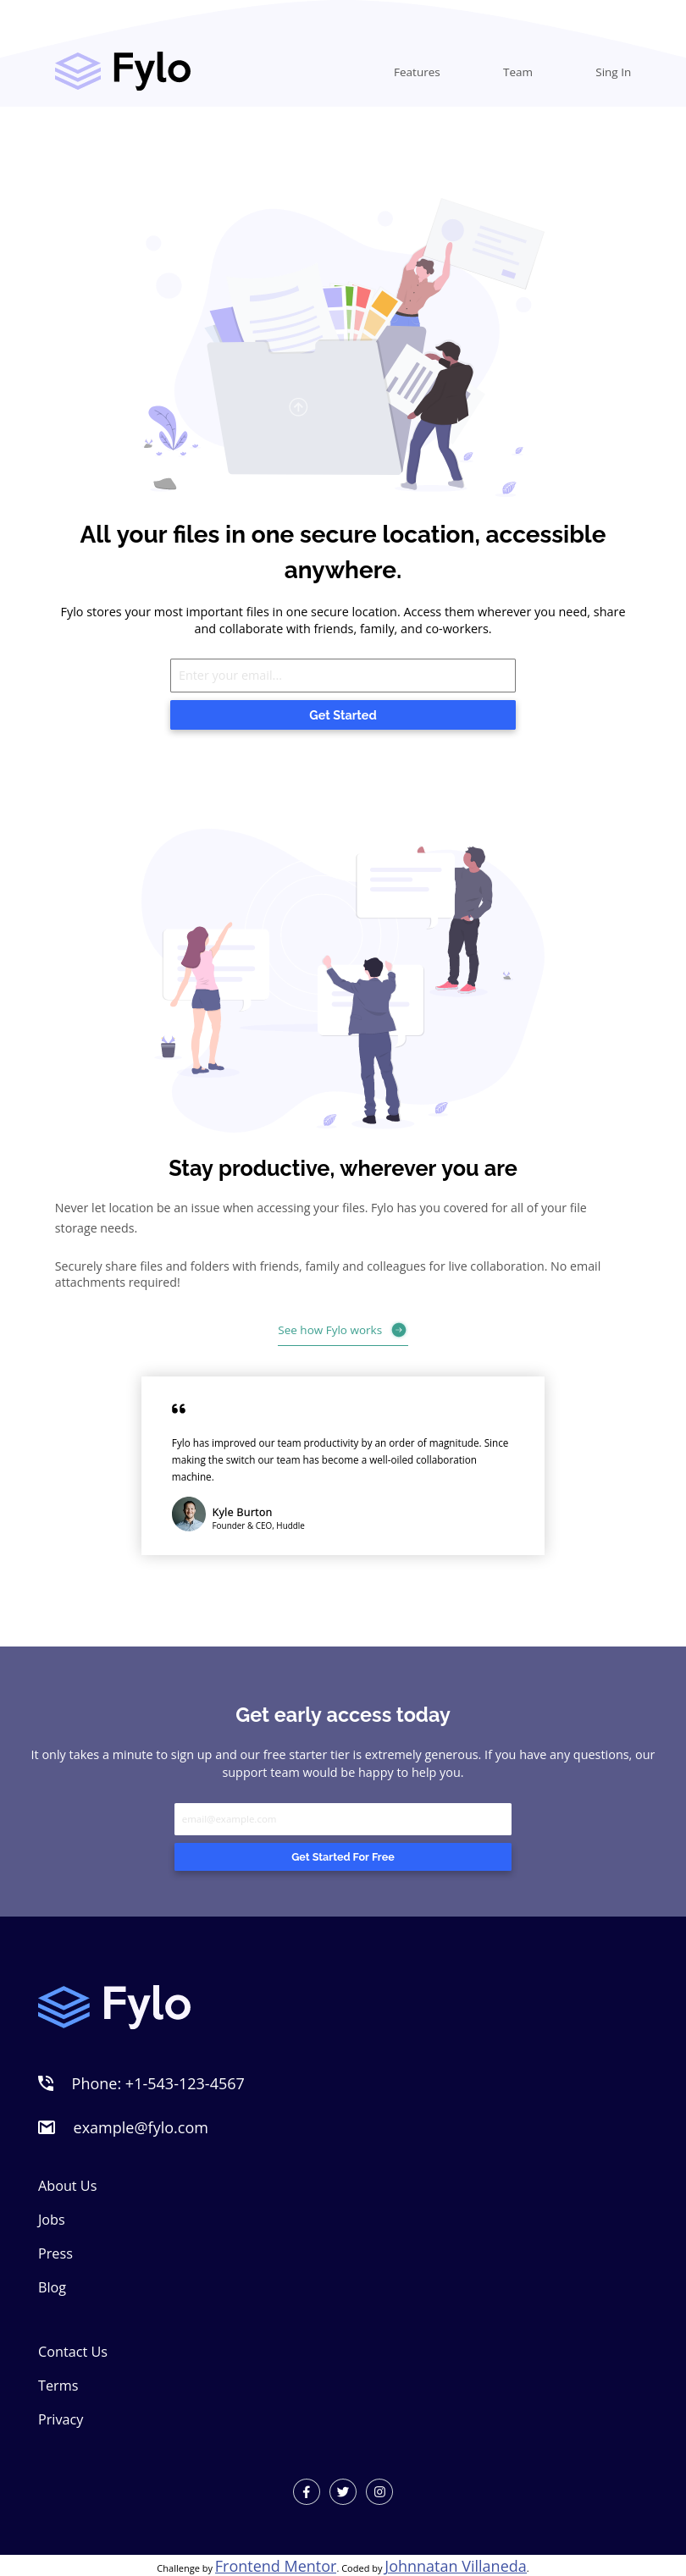 Fylo
Features
Team
Sing In
All your files in one secure location, accessible
anywhere.
Fylo stores your most important files in one secure location. Access them wherever you need, share
and collaborate with friends, family, and co-workers.
Enter your email...
Get Started
Stay productive, wherever you are
Never let location be an issue when accessing your files. Fylo has you covered for all of your file
storage needs.
Securely share files and folders with friends, family and colleagues for live collaboration. No email
attachments required!
See how Fylo works
“
Fylo has improved our team productivity by an order of magnitude. Since
making the switch our team has become a well-oiled collaboration
machine.
Kyle Burton
Founder & CEO, Huddle
Get early access today
It only takes a minute to sign up and our free starter tier is extremely generous. If you have any questions, our
support team would be happy to help you.
email@example.com
Get Started For Free
Fylo
Phone: +1-543-123-4567
example@fylo.com
About Us
Jobs
Press
Blog
Contact Us
Terms
Privacy
Challenge by Frontend Mentor. Coded by Johnnatan Villaneda.